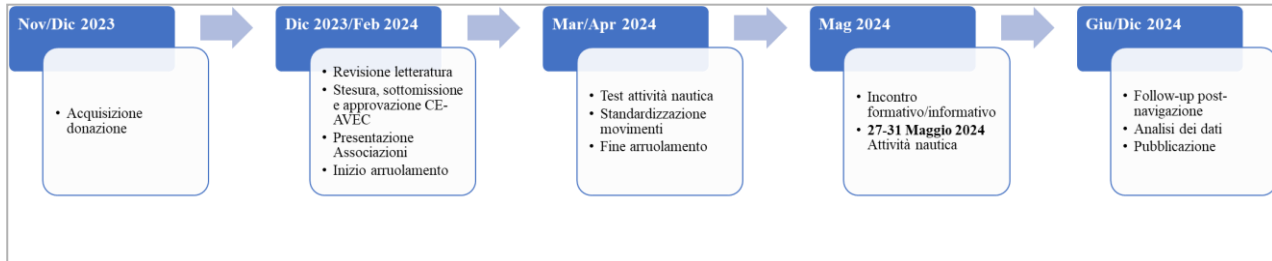 Nov/Dic 2023
• Acquisizione
donazione
Dic 2023/Feb 2024
• Revisione letteratura
• Stesura, sottomissione
e approvazione CE-
AVEC
• Presentazione
Associazioni
• Inizio arruolamento
Mar/Apr 2024
• Test attività nautica
• Standardizzazione
movimenti
• Fine arruolamento
Mag 2024
• Incontro
formativo/informativo
• 27-31 Maggio 2024
Attività nautica
Giu/Dic 2024
• Follow-up post-
navigazione
• Analisi dei dati
• Pubblicazione